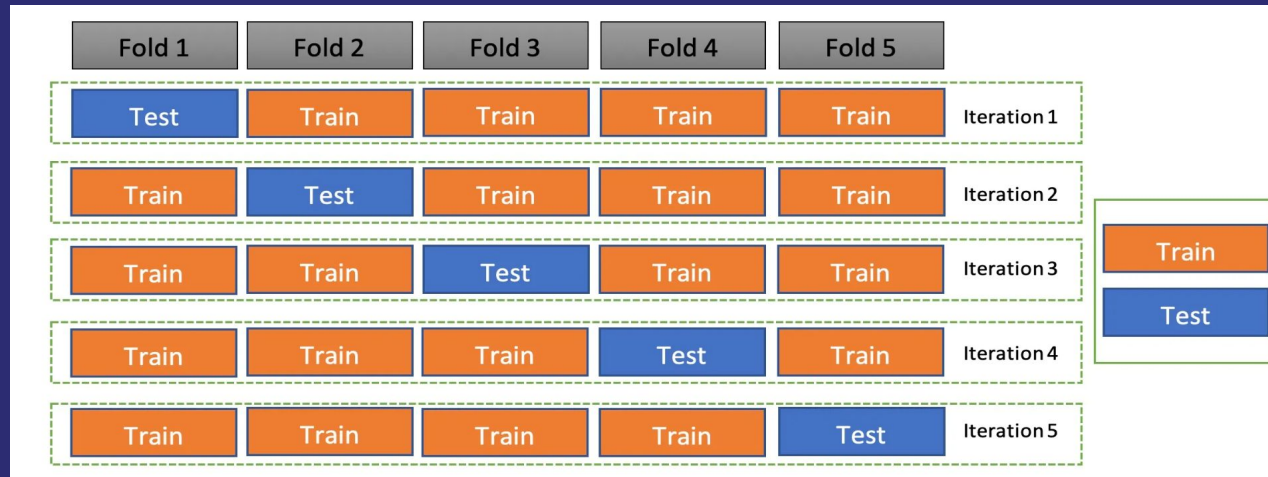 Fold 1 Fold 2 Fold 3 Fold 4 Fold 5
Test Train Train Train Train Iteration 1
Train Test Train Train Train Iteration 2
Train Train Test Train Train Iteration 3
Train Train Train Test Train Iteration 4
Train Train Train Train Test Iteration 5
Train
Test